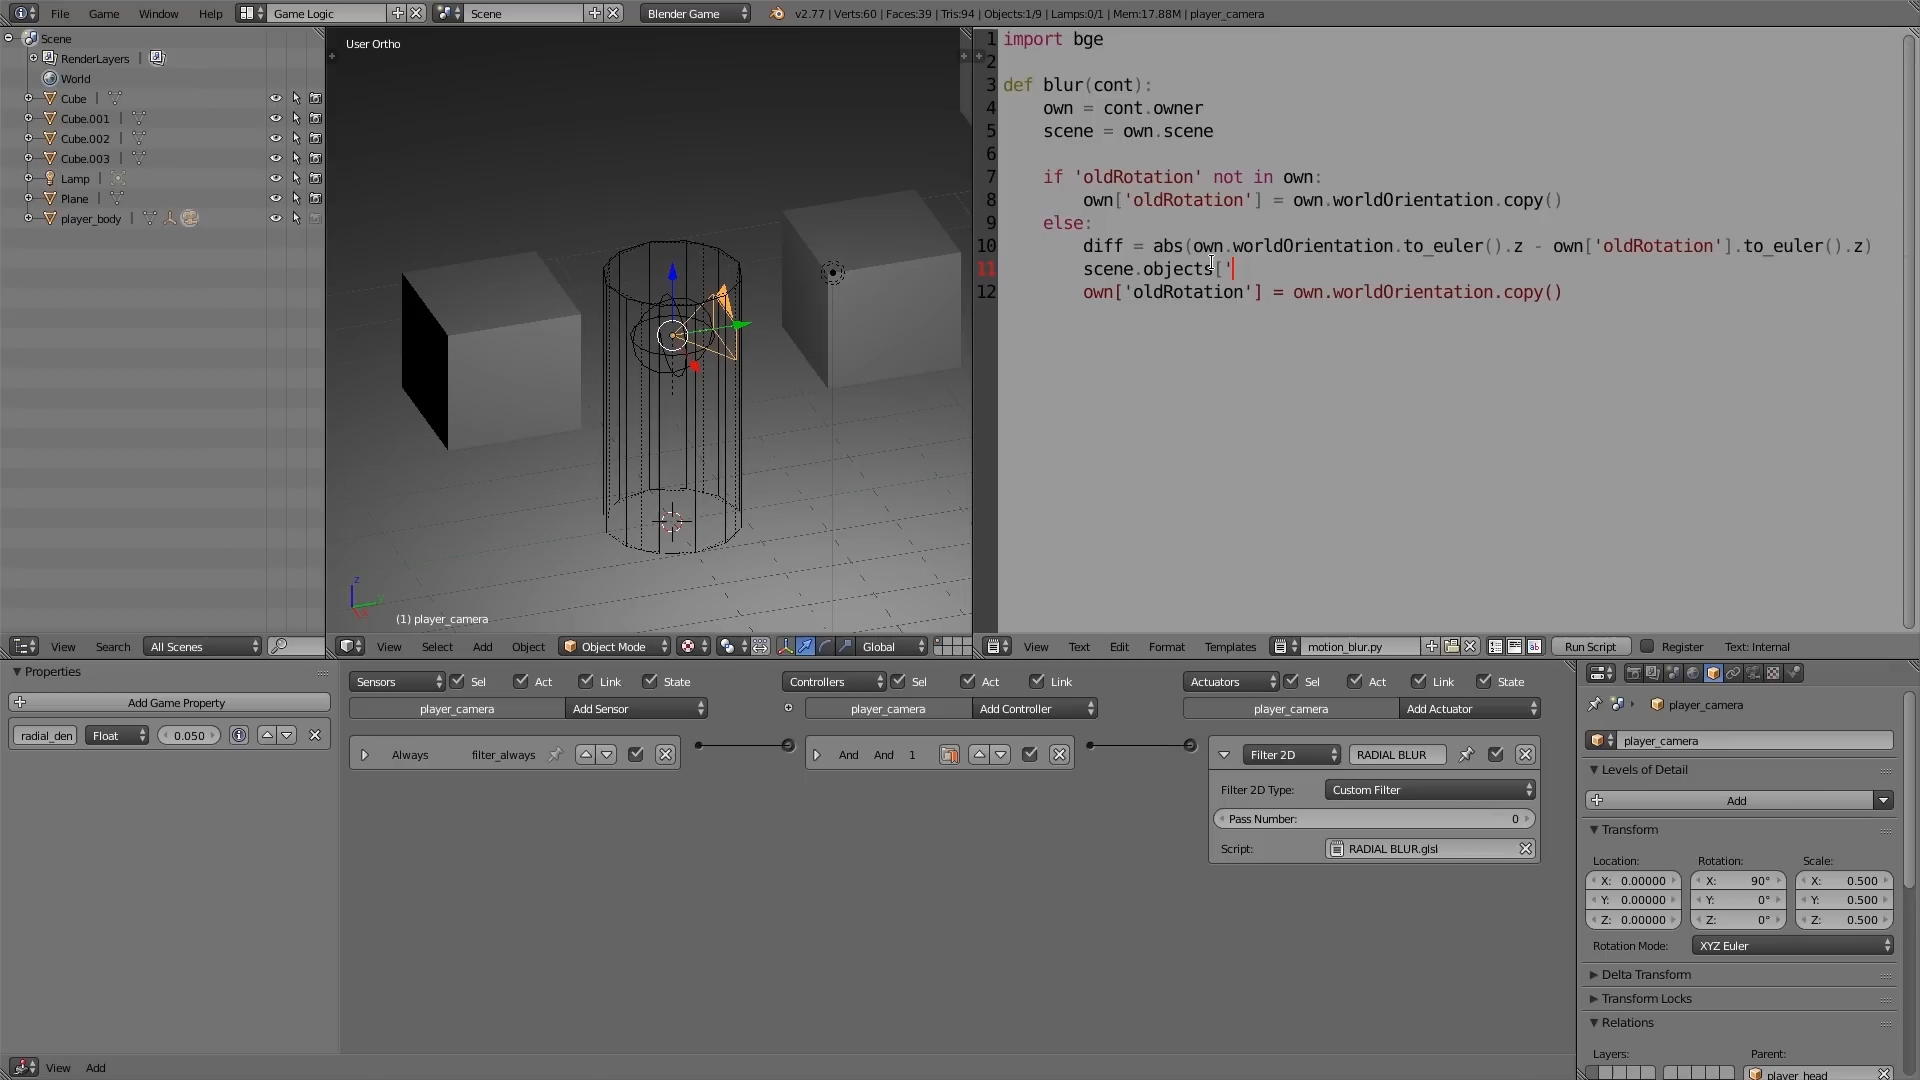 File Game Window Help Game Logic Scene Blender Game v2.77 | Verts:60 | Faces:39 | Tris:94 | Objects:1/9 | Lamps:0/1 | Mem:17.88M | player_camera
Scene
RenderLayers |
World
Cube |
Cube.001 |
Cube.002 |
Cube.003 |
Lamp |
Plane |
player_body |
View Search All Scenes
User Ortho
z
y
(1) player_camera
View Select Add Object Object Mode Global
1 import bge
2
3 def blur(cont):
4 own = cont.owner
5 scene = own.scene
6
7 if 'oldRotation' not in own:
8 own['oldRotation'] = own.worldOrientation.copy()
9 else:
10 diff = abs(own.worldOrientation.to_euler().z - own['oldRotation'].to_euler().z)
11 scene.objects['
12 own['oldRotation'] = own.worldOrientation.copy()
View Text Edit Format Templates motion_blur.py Run Script Register Text: Internal
Properties
Add Game Property
radial_den Float 0.050
Sensors Sel Act Link State
player_camera Add Sensor
Always filter_always
Controllers Sel Act Link
player_camera Add Controller
And And 1
Actuators Sel Act Link State
player_camera Add Actuator
Filter 2D RADIAL BLUR
Filter 2D Type: Custom Filter
Pass Number: 0
Script: RADIAL BLUR.glsl
View Add
player_camera
player_camera
Levels of Detail
Add
Transform
Location: Rotation: Scale:
X: 0.00000 X: 90° X: 0.500
Y: 0.00000 Y: 0° Y: 0.500
Z: 0.00000 Z: 0° Z: 0.500
Rotation Mode: XYZ Euler
Delta Transform
Transform Locks
Relations
Layers: Parent:
player_head